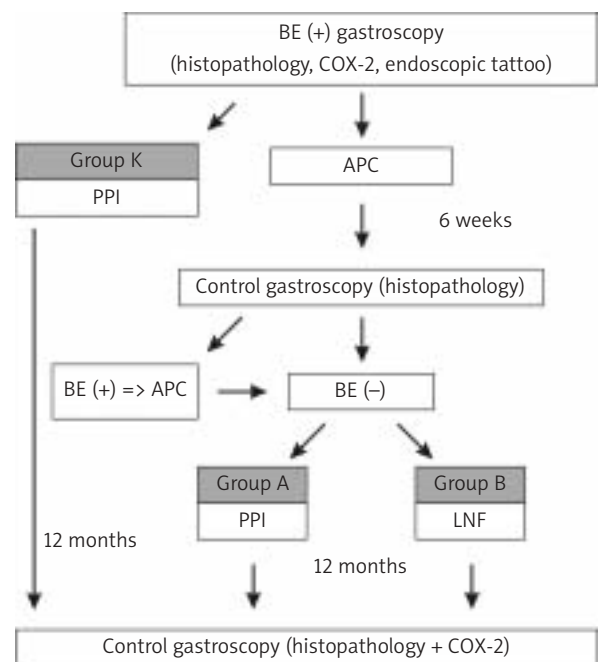 BE (+) gastroscopy
(histopathology, COX-2, endoscopic tattoo)
Group K
PPI
APC
6 weeks
Control gastroscopy (histopathology)
BE (+) => APC
BE (–)
Group A
PPI
Group B
LNF
12 months
12 months
Control gastroscopy (histopathology + COX-2)